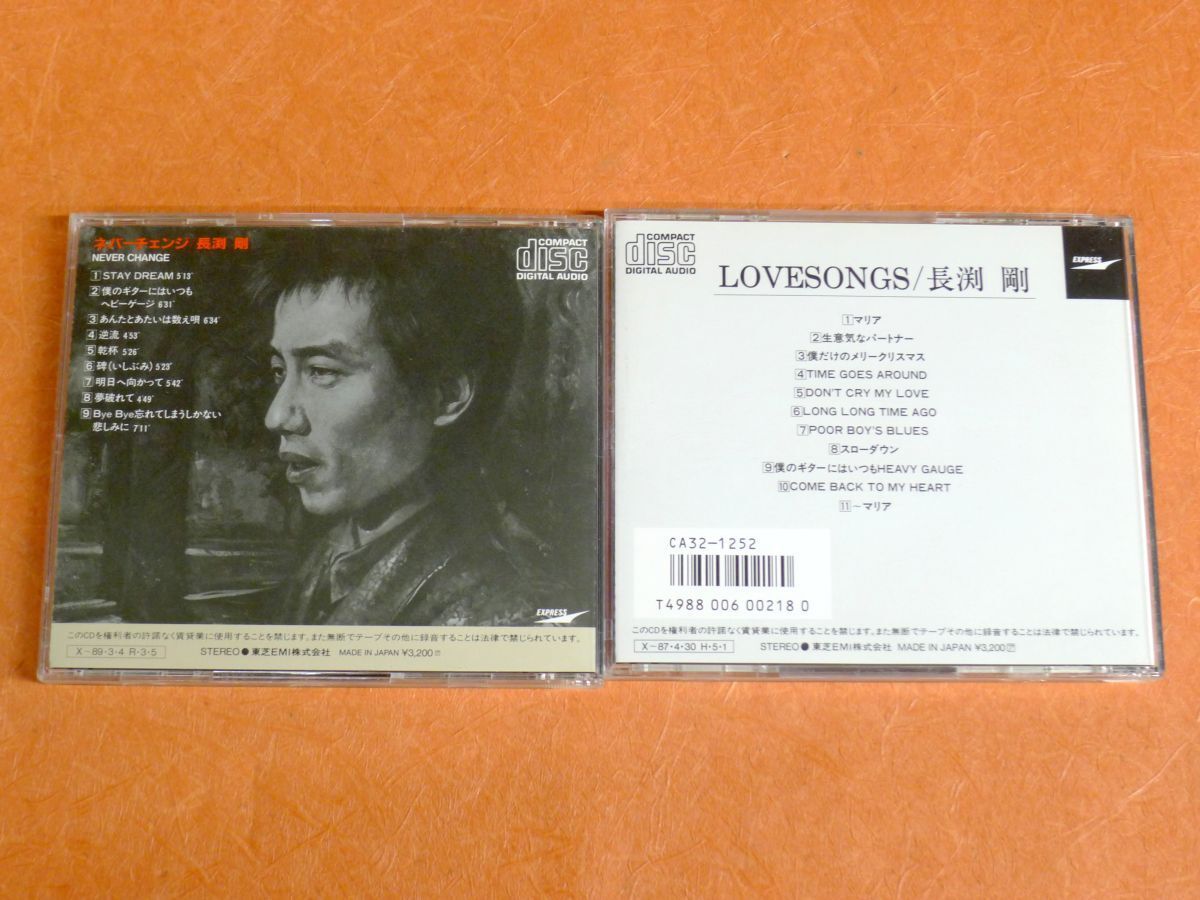 ネバーチェンジ 長渕 剛
NEVER CHANGE
1 STAY DREAM 5'13"
2 僕のギターにはいつも
ヘビーゲージ 6'31"
3 あんたとあたいは数え唄 6'34"
4 逆流 4'53"
5 乾杯 5'26"
6 碑(いしぶみ) 5'23"
7 明日へ向かって 5'42"
8 夢破れて 4'49"
9 Bye Bye忘れてしまうしかない
悲しみに 7'11"
COMPACT
disc
DIGITAL AUDIO
EXPRESS
このCDを権利者の許諾なく賃貸業に使用することを禁じます。また無断でテープその他に録音することは法律で禁じられています。
X-89・3・4 R・3・5 STEREO● 東芝EMI株式会社 MADE IN JAPAN ¥3,200
COMPACT
disc
DIGITAL AUDIO
EXPRESS
LOVESONGS/長渕 剛
1 マリア
2 生意気なパートナー
3 僕だけのメリークリスマス
4 TIME GOES AROUND
5 DON'T CRY MY LOVE
6 LONG LONG TIME AGO
7 POOR BOY'S BLUES
8 スローダウン
9 僕のギターにはいつもHEAVY GAUGE
10 COME BACK TO MY HEART
11 〜マリア
CA32-1252
T4988 006 00218 0
このCDを権利者の許諾なく賃貸業に使用することを禁じます。また無断でテープその他に録音することは法律で禁じられています。
X-87・4・30 H・5・1 STEREO● 東芝EMI株式会社 MADE IN JAPAN ¥3,200